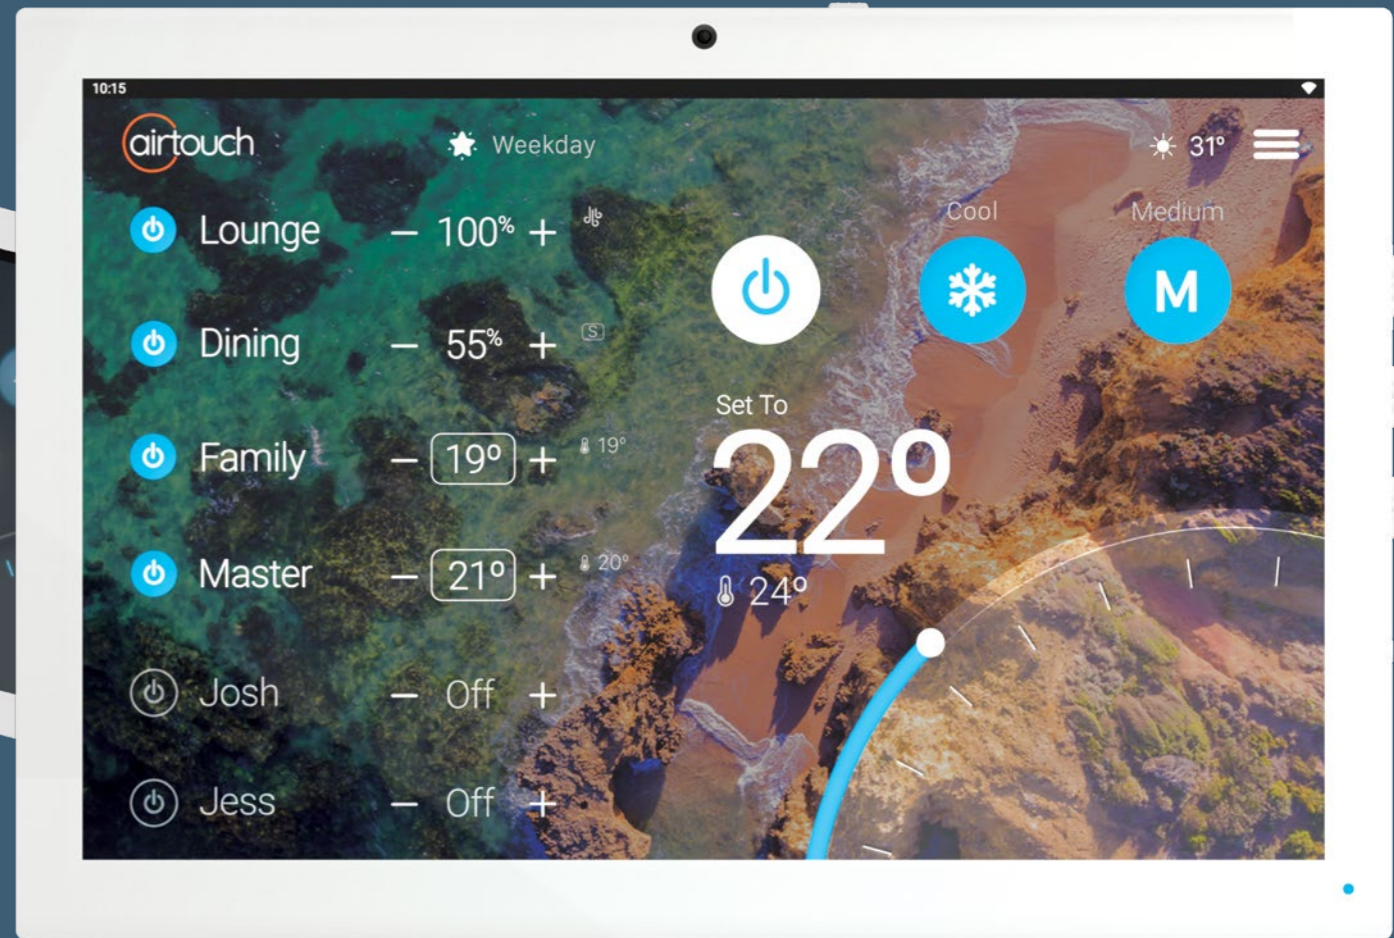 10:15
airtouch
Weekday
31°
Lounge − 100% +
Dining − 55% + S
Family − 19° + 19°
Master − 21° + 20°
Josh − Off +
Jess − Off +
Cool
Medium
M
Set To
22°
24°